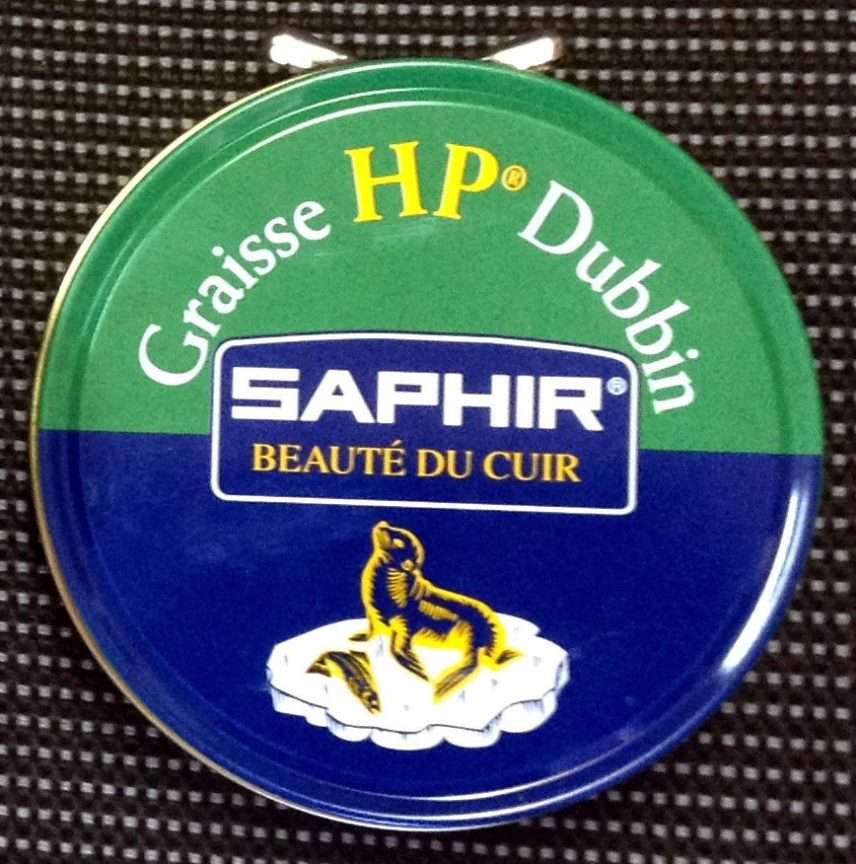 Graisse HP® Dubbin
SAPHIR®
BEAUTÉ DU CUIR